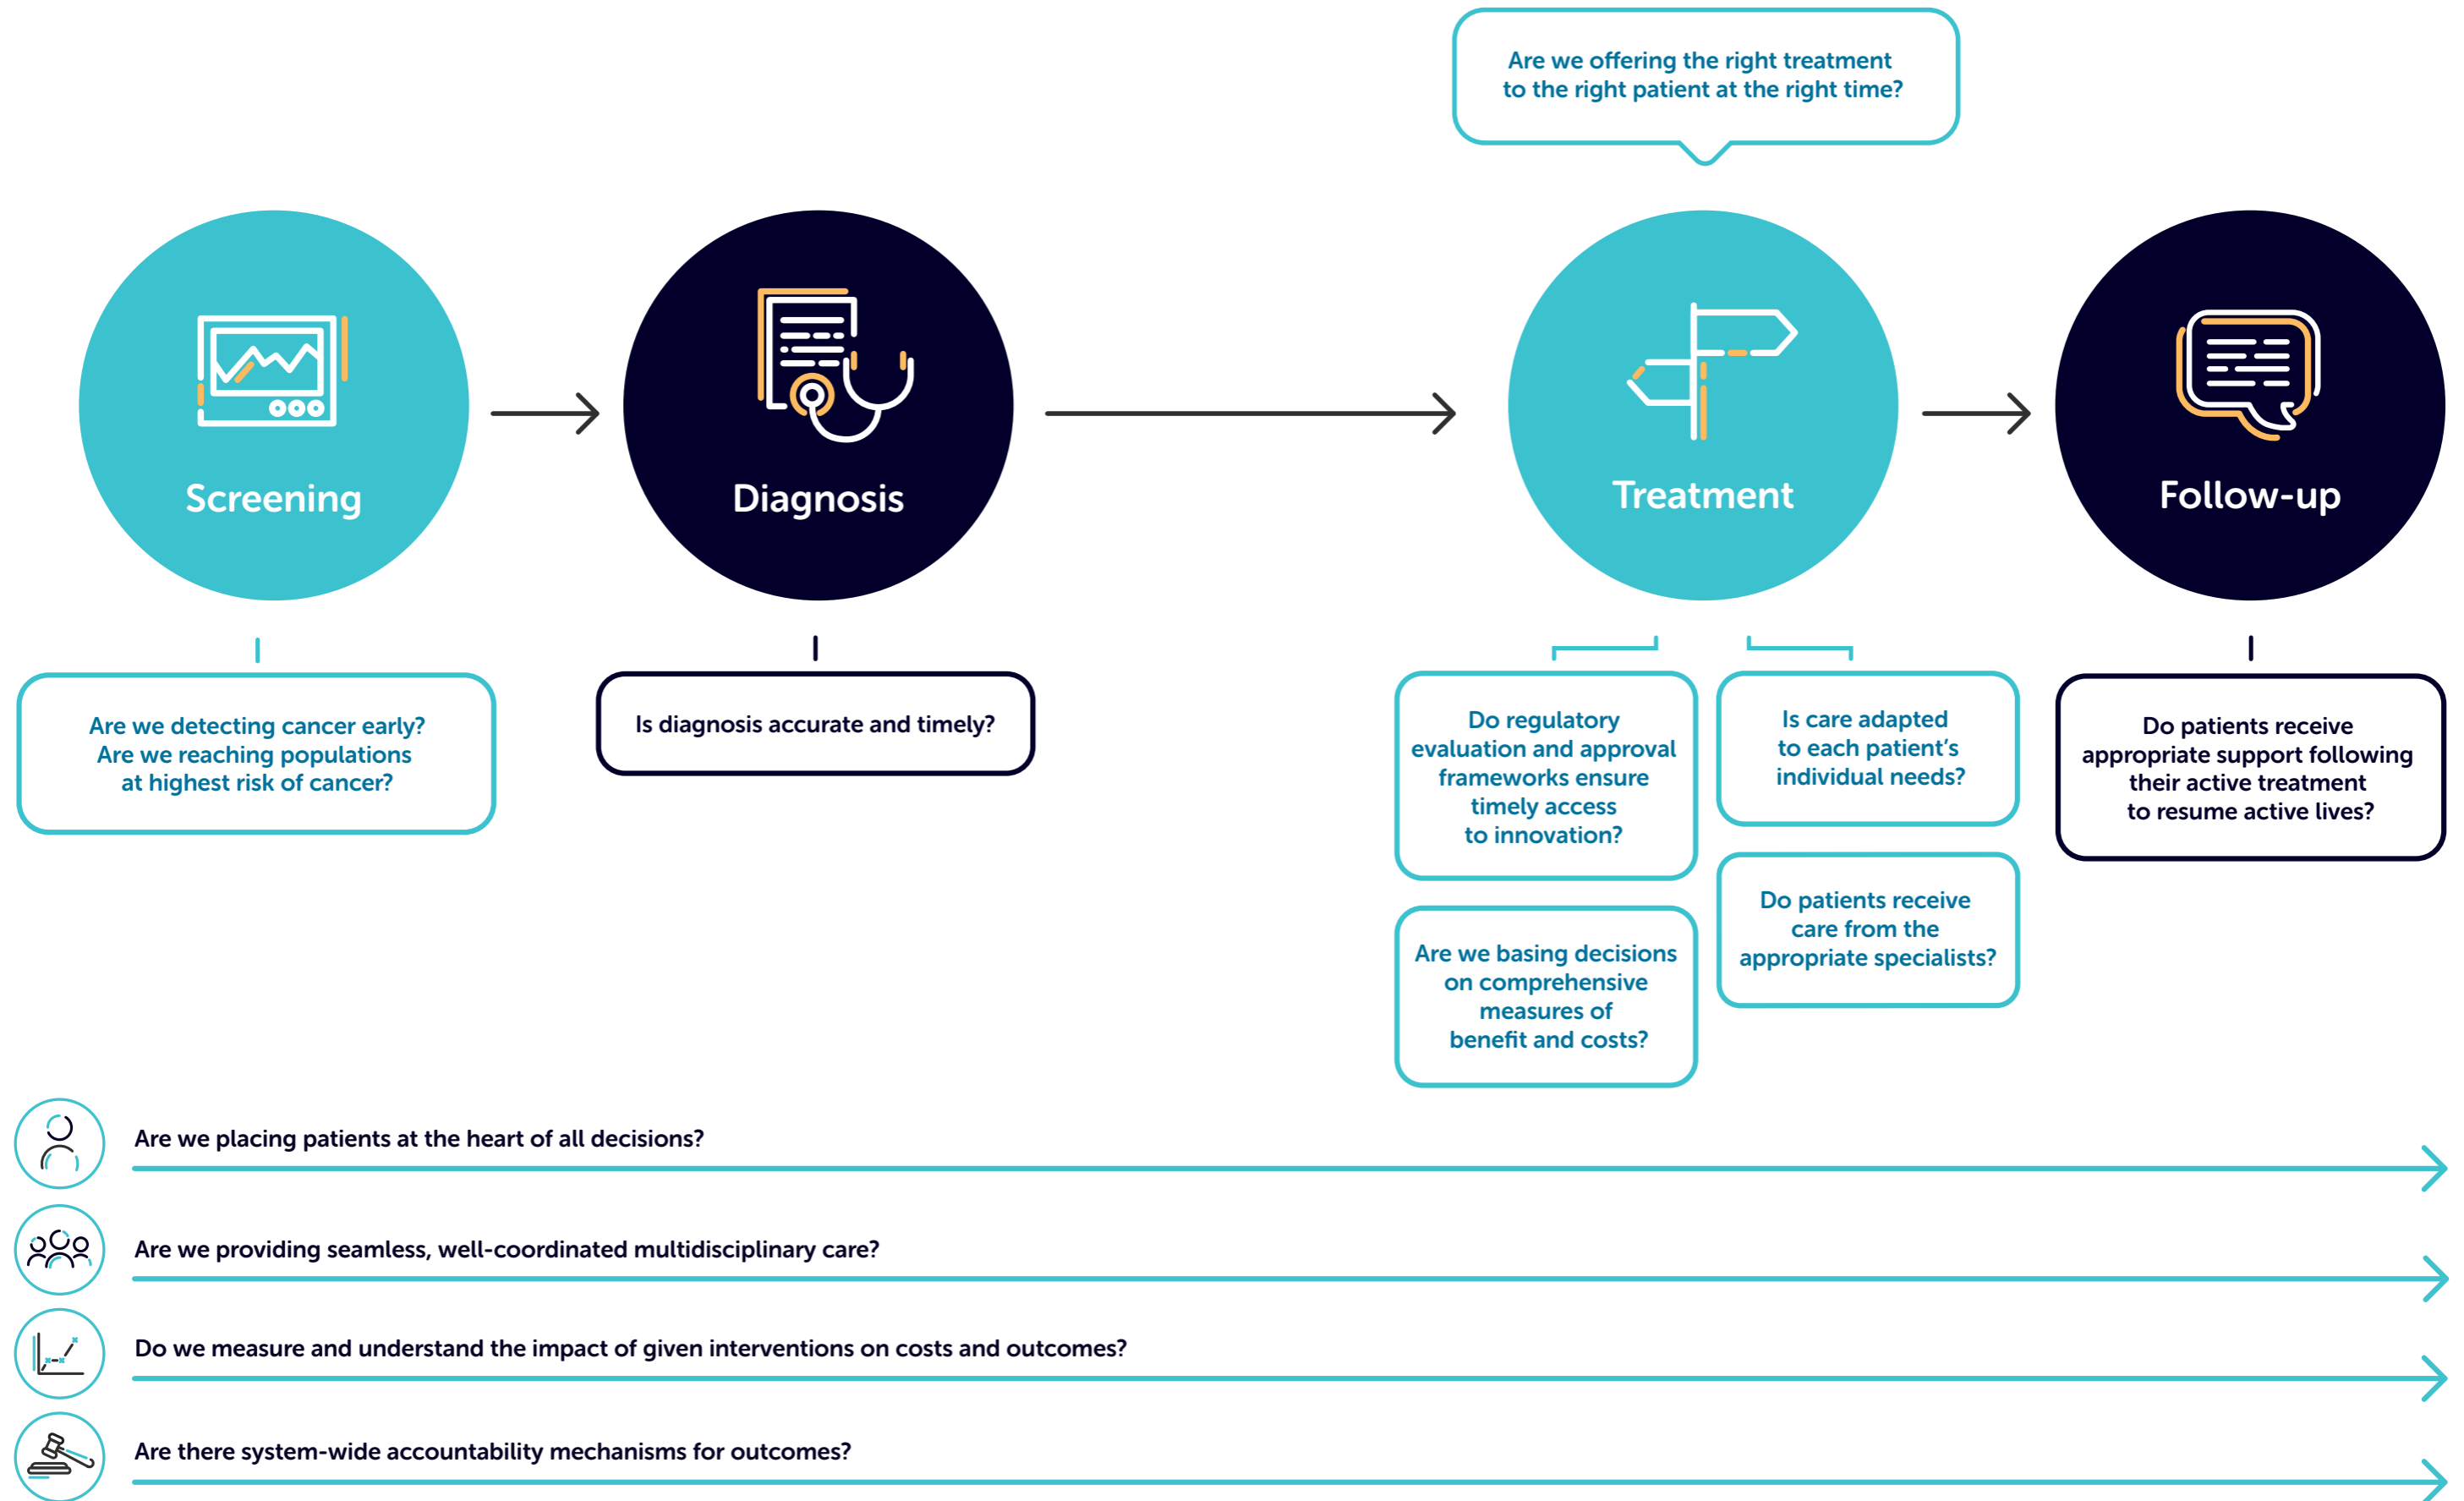 Are we offering the right treatment
to the right patient at the right time?
Screening
Diagnosis
Treatment
Follow-up
Are we detecting cancer early?
Are we reaching populations
at highest risk of cancer?
Is diagnosis accurate and timely?
Do regulatory
evaluation and approval
frameworks ensure
timely access
to innovation?
Are we basing decisions
on comprehensive
measures of
benefit and costs?
Is care adapted
to each patient’s
individual needs?
Do patients receive
care from the
appropriate specialists?
Do patients receive
appropriate support following
their active treatment
to resume active lives?
Are we placing patients at the heart of all decisions?
Are we providing seamless, well-coordinated multidisciplinary care?
Do we measure and understand the impact of given interventions on costs and outcomes?
Are there system-wide accountability mechanisms for outcomes?